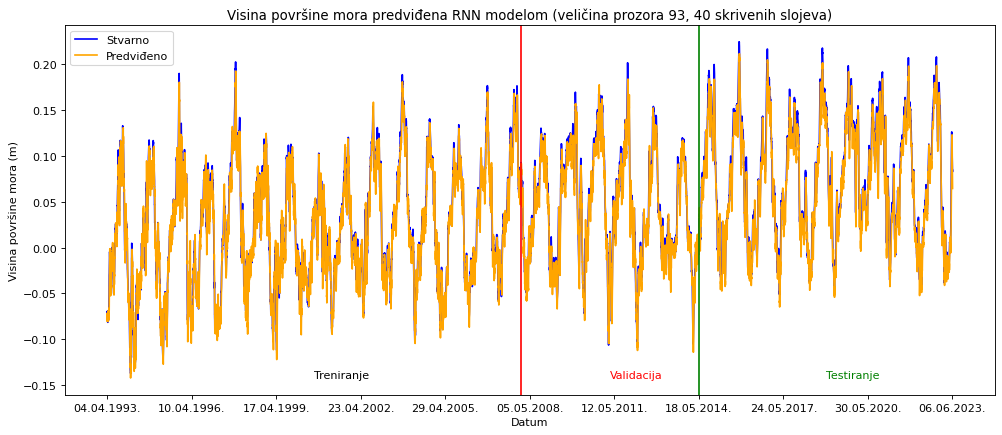 Visina površine mora predviđena RNN modelom (veličina prozora 93, 40 skrivenih slojeva)
Stvarno
Predviđeno
Visina površine mora (m)
0.20
0.15
0.10
0.05
0.00
−0.05
−0.10
−0.15
Treniranje
Validacija
Testiranje
04.04.1993.
10.04.1996.
17.04.1999.
23.04.2002.
29.04.2005.
05.05.2008.
12.05.2011.
18.05.2014.
24.05.2017.
30.05.2020.
06.06.2023.
Datum